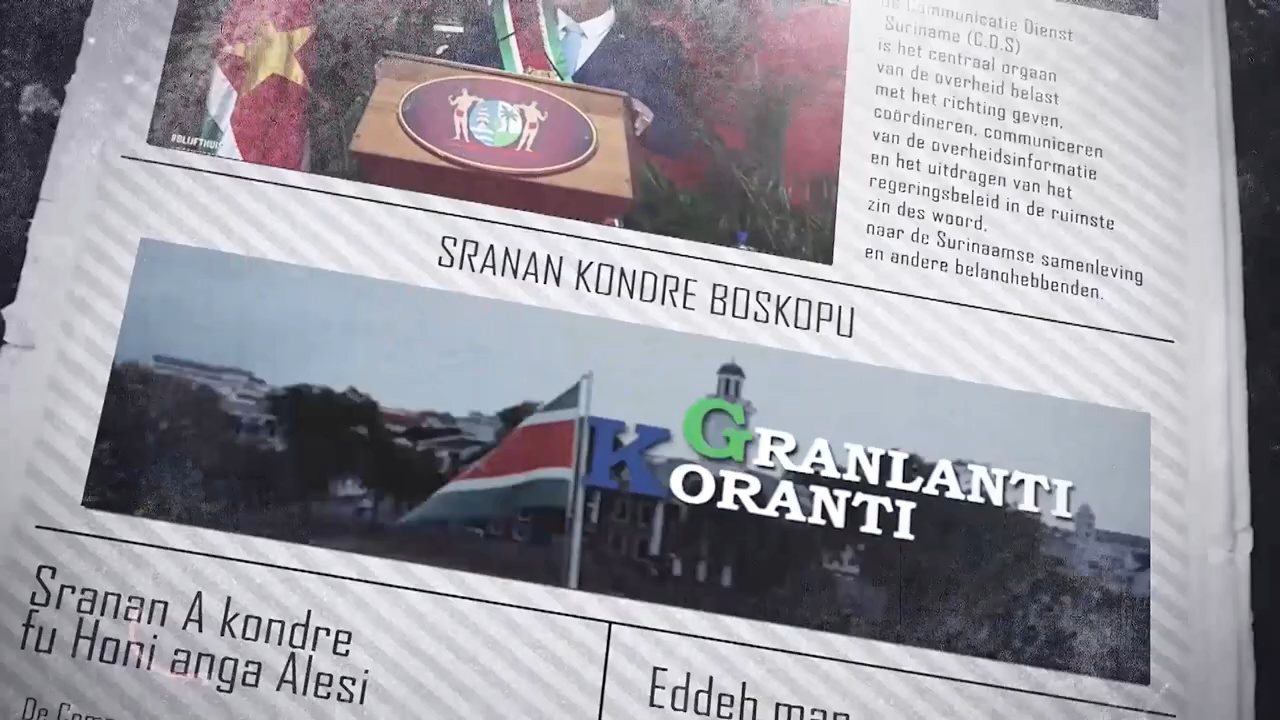 de Communicatie Dienst
Suriname (C.D.S)
is het centraal orgaan
van de overheid belast
met het richting geven,
coördineren, communiceren
van de overheidsinformatie
en het uitdragen van het
regeringsbeleid in de ruimste
zin des woord,
naar de Surinaamse samenleving
en andere belanghebbenden.
SRANAN KONDRE BOSKOPU
GRANLANTI
KORANTI
Sranan A kondre
fu Honi anga Alesi
Eddeh man
De